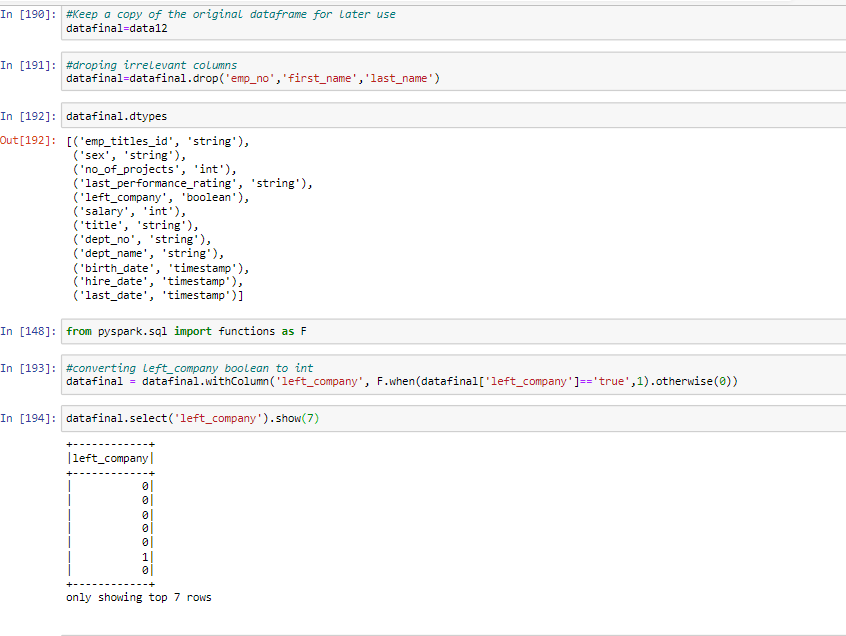 In [190]: #Keep a copy of the original dataframe for later use
datafinal=data12
In [191]: #droping irrelevant columns
datafinal=datafinal.drop('emp_no','first_name','last_name')
In [192]: datafinal.dtypes
Out[192]: [('emp_titles_id', 'string'),
('sex', 'string'),
('no_of_projects', 'int'),
('last_performance_rating', 'string'),
('left_company', 'boolean'),
('salary', 'int'),
('title', 'string'),
('dept_no', 'string'),
('dept_name', 'string'),
('birth_date', 'timestamp'),
('hire_date', 'timestamp'),
('last_date', 'timestamp')]
In [148]: from pyspark.sql import functions as F
In [193]: #converting left_company boolean to int
datafinal = datafinal.withColumn('left_company', F.when(datafinal['left_company']=='true',1).otherwise(0))
In [194]: datafinal.select('left_company').show(7)
+------------+
|left_company|
+------------+
|           0|
|           0|
|           0|
|           0|
|           0|
|           1|
|           0|
+------------+
only showing top 7 rows